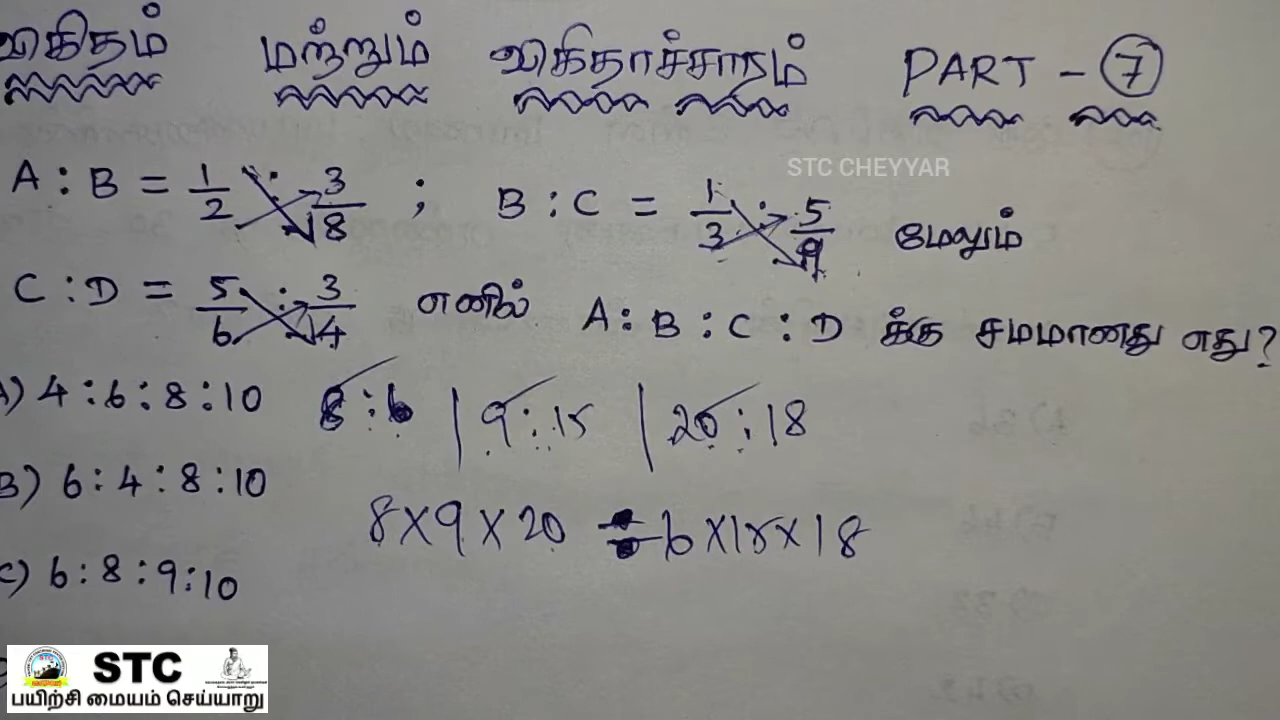 விகிதம் மற்றும் விகிதாச்சாரம் PART - 7
STC CHEYYAR
A : B = 1/2 : 3/8 ; B : C = 1/3 : 5/9 மேலும்
C : D = 5/6 : 3/4 எனில் A : B : C : D க்கு சமமானது எது?
A) 4 : 6 : 8 : 10 8 : 6 | 9 : 15 | 20 : 18
B) 6 : 4 : 8 : 10
8 × 9 × 20 ÷ 6 × 15 × 18
C) 6 : 8 : 9 : 10
STC
பயிற்சி மையம் செய்யாறு